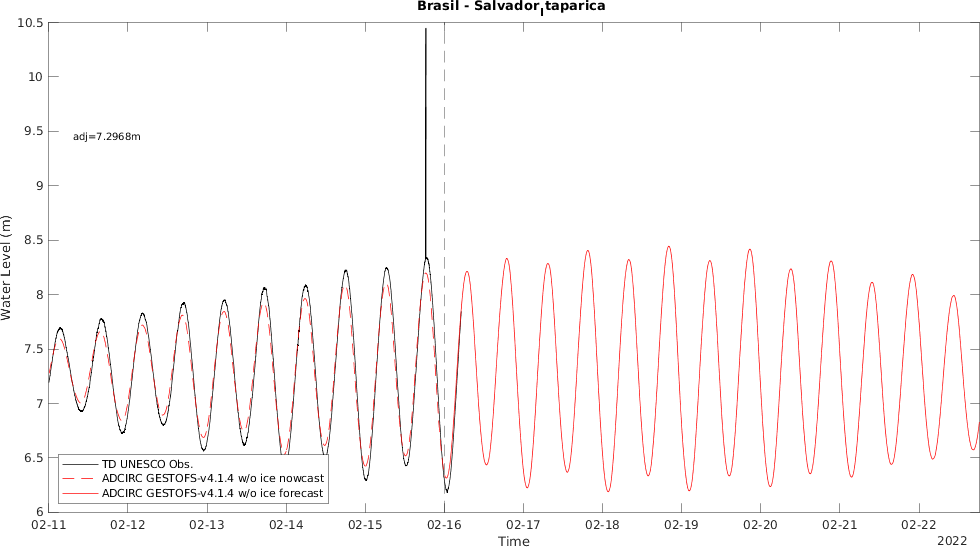 Brasil - Salvador_Itaparica
10.5
10
9.5
9
8.5
8
7.5
7
6.5
6
Water Level (m)
adj=7.2968m
TD UNESCO Obs.
ADCIRC GESTOFS-v4.1.4 w/o ice nowcast
ADCIRC GESTOFS-v4.1.4 w/o ice forecast
02-11 02-12 02-13 02-14 02-15 02-16 02-17 02-18 02-19 02-20 02-21 02-22
Time
2022